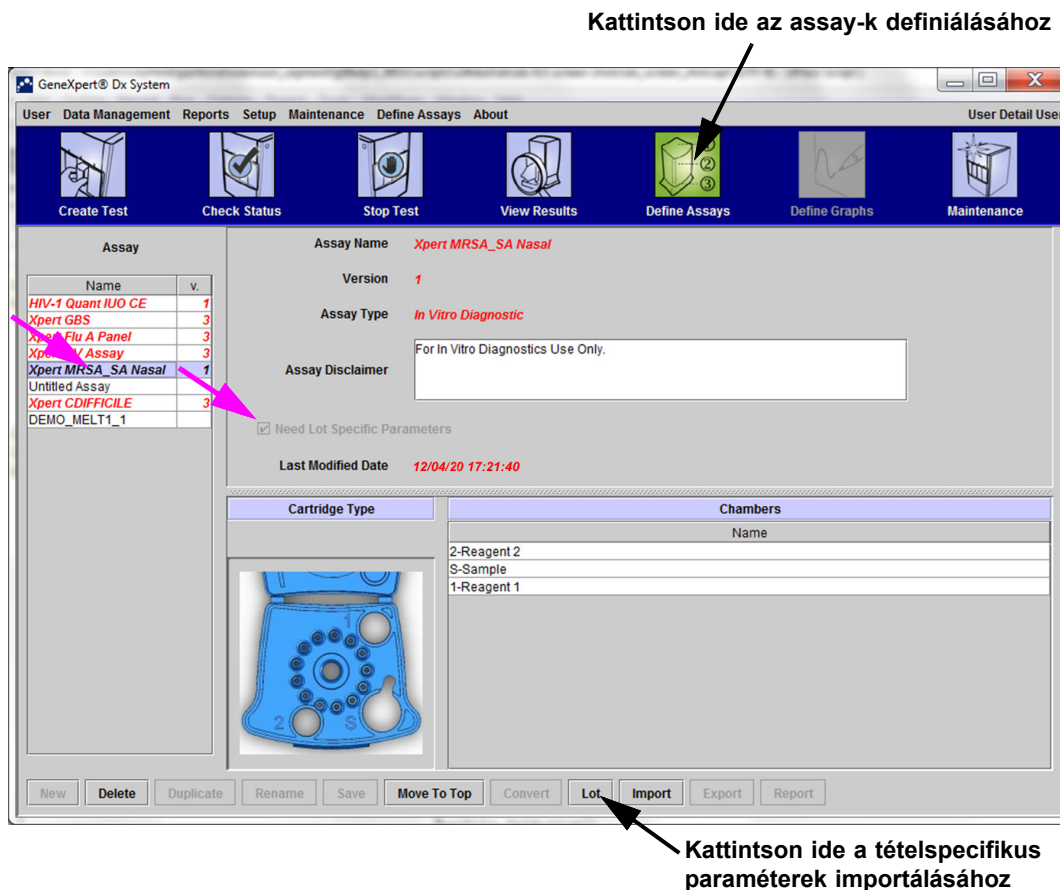 Kattintson ide az assay-k definiálásához
GeneXpert® Dx System
User Data Management Reports Setup Maintenance Define Assays About User Detail User
Create Test Check Status Stop Test View Results Define Assays Define Graphs Maintenance
Assay
Name v.
HIV-1 Quant IUO CE 1
Xpert GBS 3
Xpert Flu A Panel 3
Assay 3
Xpert MRSA_SA Nasal 1
Untitled Assay
Xpert CDIFFICILE 3
DEMO_MELT1_1
Assay Name Xpert MRSA_SA Nasal
Version 1
Assay Type In Vitro Diagnostic
Assay Disclaimer For In Vitro Diagnostics Use Only.
Need Lot Specific Parameters
Last Modified Date 12/04/20 17:21:40
Cartridge Type
1
2 S
Chambers
Name
2-Reagent 2
S-Sample
1-Reagent 1
New Delete Duplicate Rename Save Move To Top Convert Lot Import Export Report
Kattintson ide a tételspecifikus
paraméterek importálásához